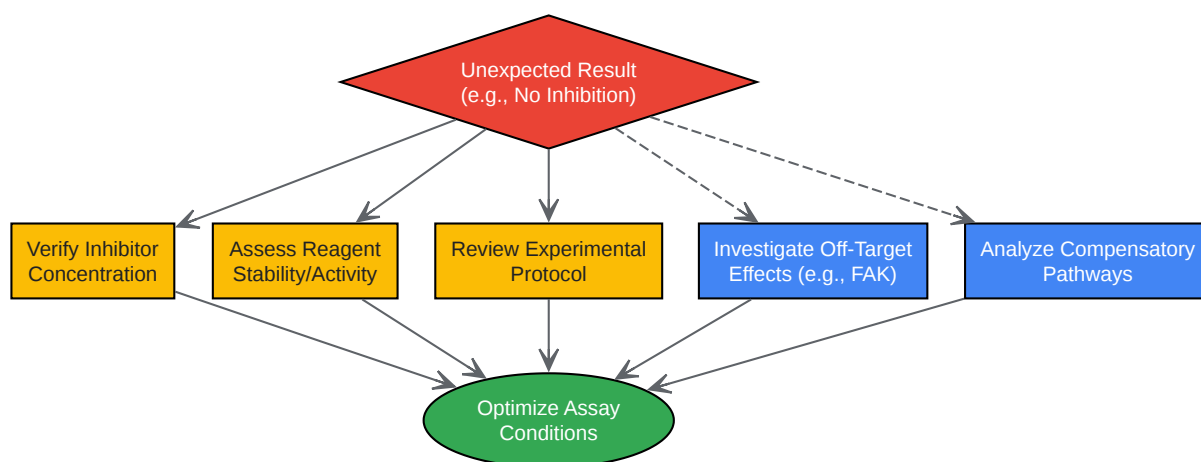 Unexpected Result
(e.g., No Inhibition)
Verify Inhibitor
Concentration
Assess Reagent
Stability/Activity
Review Experimental
Protocol
Investigate Off-Target
Effects (e.g., FAK)
Analyze Compensatory
Pathways
Optimize Assay
Conditions